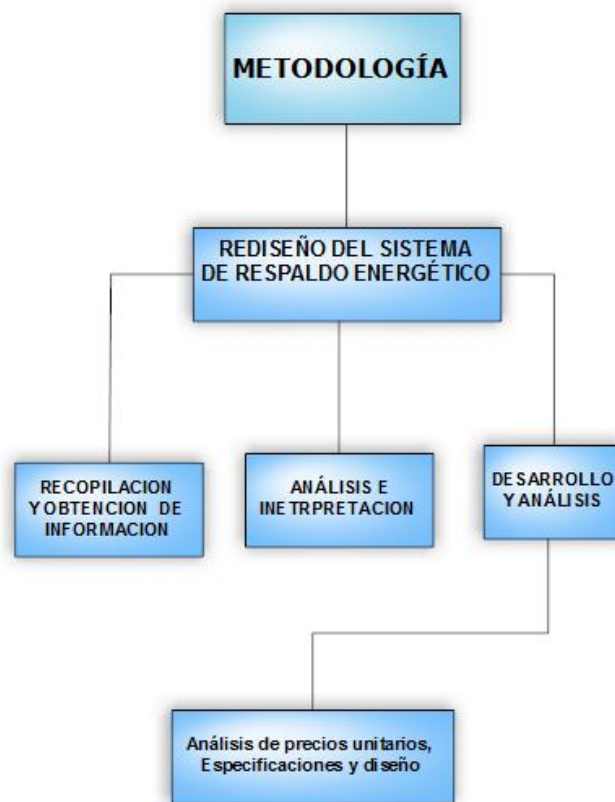 METODOLOGÍA
REDISEÑO DEL SISTEMA
DE RESPALDO ENERGÉTICO
RECOPILACION
Y OBTENCION DE
INFORMACION
ANÁLISIS E
INETRPRETACION
DESARROLLO
Y ANÁLISIS
Análisis de precios unitarios,
Especificaciones y diseño